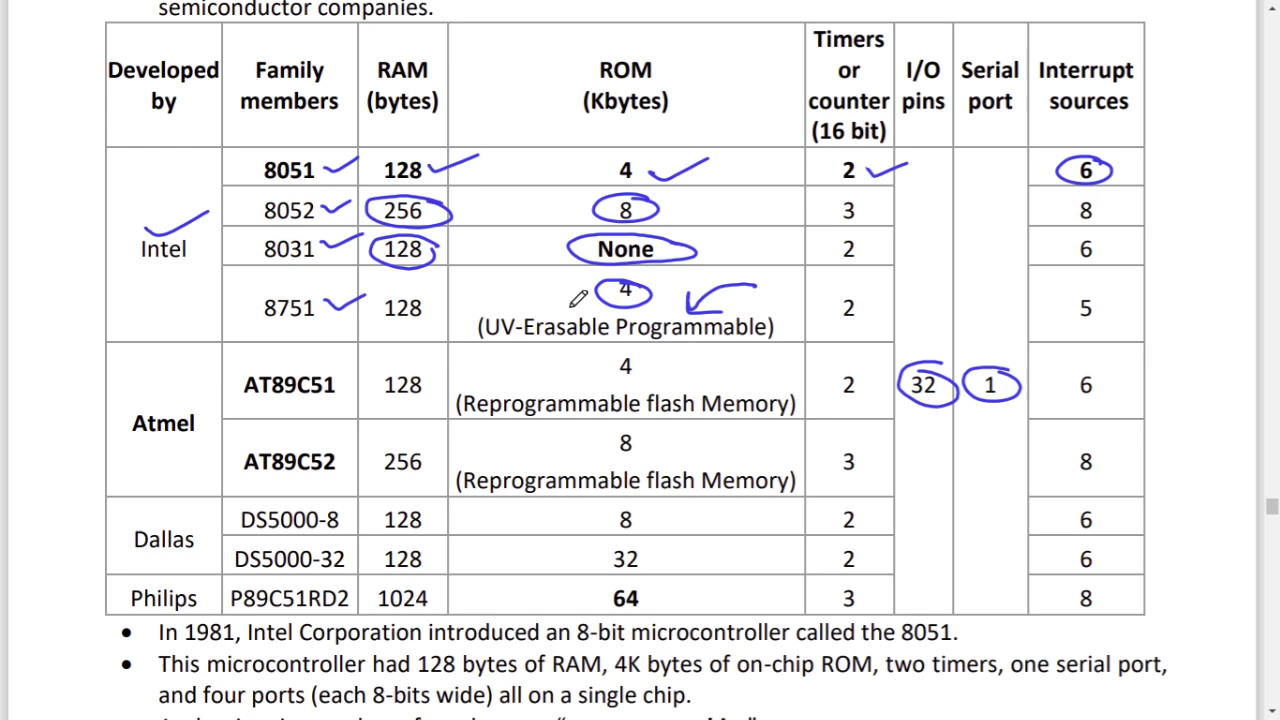 semiconductor companies.
Developed by Family members RAM (bytes) ROM (Kbytes) Timers or counter (16 bit) I/O pins Serial port Interrupt sources
Intel 8051 128 4 2 32 1 6
8052 256 8 3 8
8031 128 None 2 6
8751 128 4 (UV-Erasable Programmable) 2 5
Atmel AT89C51 128 4 (Reprogrammable flash Memory) 2 6
AT89C52 256 8 (Reprogrammable flash Memory) 3 8
Dallas DS5000-8 128 8 2 6
DS5000-32 128 32 2 6
Philips P89C51RD2 1024 64 3 8
• In 1981, Intel Corporation introduced an 8-bit microcontroller called the 8051.
• This microcontroller had 128 bytes of RAM, 4K bytes of on-chip ROM, two timers, one serial port,
and four ports (each 8-bits wide) all on a single chip.